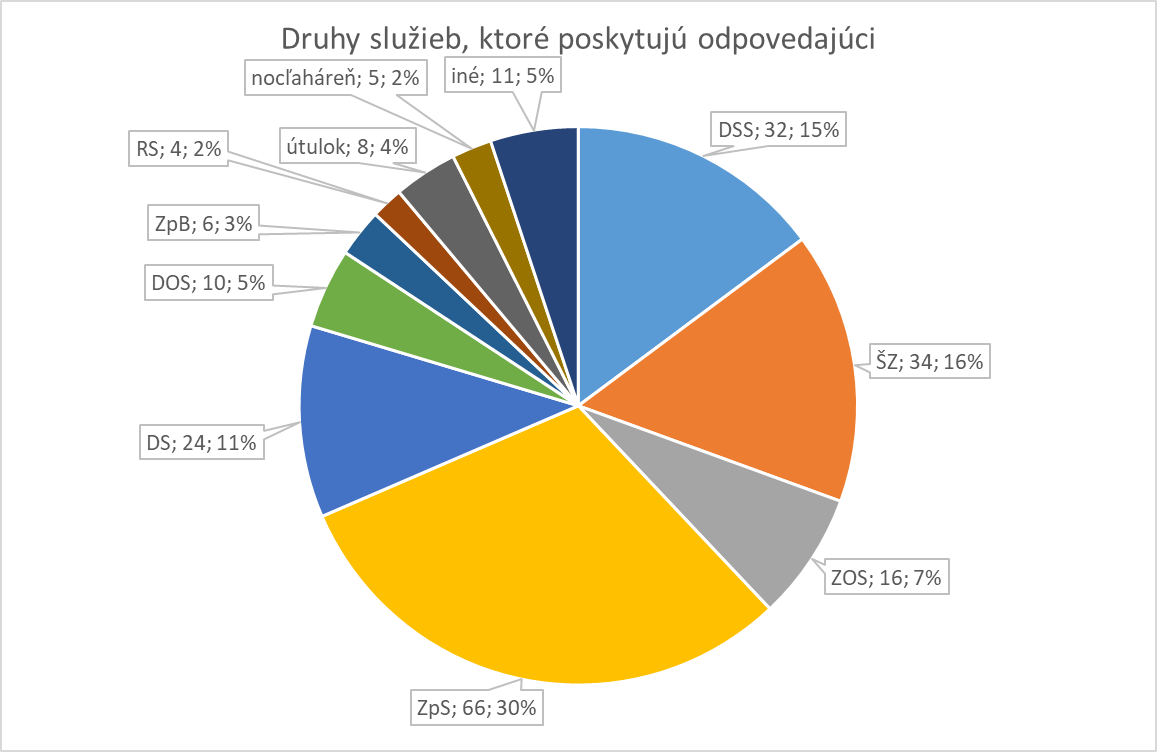 Druhy služieb, ktoré poskytujú odpovedajúci
nocľaháreň; 5; 2%
iné; 11; 5%
DSS; 32; 15%
útulok; 8; 4%
RS; 4; 2%
ZpB; 6; 3%
DOS; 10; 5%
ŠZ; 34; 16%
DS; 24; 11%
ZOS; 16; 7%
ZpS; 66; 30%